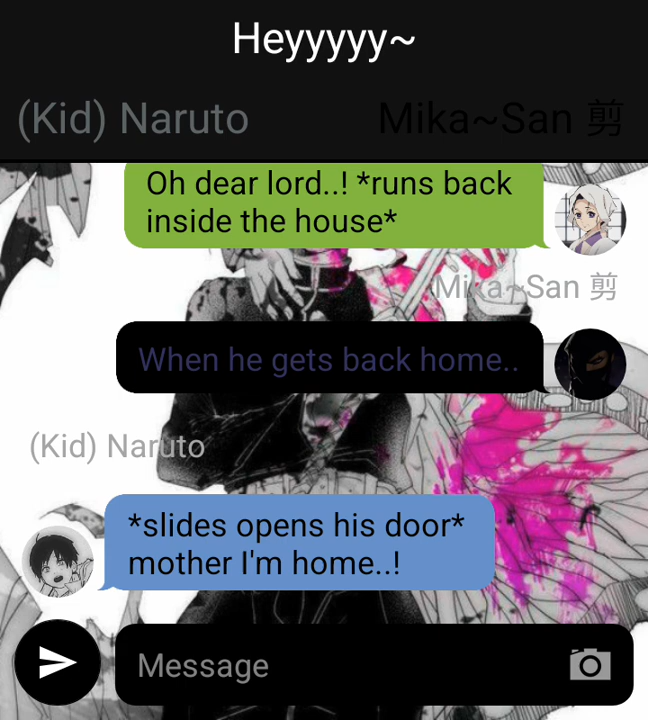 Heyyyyy~
(Kid) Naruto
Mika~San 剪
Oh dear lord..! *runs back
inside the house*
Mika~San 剪
When he gets back home..
(Kid) Naruto
*slides opens his door*
mother I'm home..!
Message